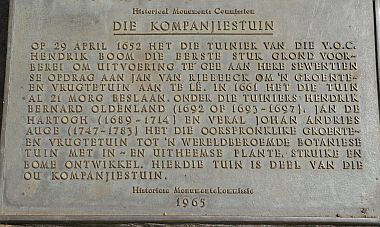 Historical Monuments Commission
DIE KOMPANJIESTUIN
OP 29 APRIL 1652 HET DIE TUINIER VAN DIE V.O.C.
HENDRIK BOOM DIE EERSTE STUK GROND VOOR-
BEREI OM UITVOERING TE GEE AAN HERE SEWENTIEN
SE OPDRAG AAN JAN VAN RIEBEECK OM 'N GROENTE-
EN VRUGTETUIN AAN TE LÊ. IN 1661 HET DIE TUIN
AL 21 MORG BESLAAN. ONDER DIE TUINIERS HENDRIK
BERNARD OLDENLAND (1692 OF 1693-1697), JAN DE
HARTOGH (1689-1714) EN VERAL JOHAN ANDRIES
AUGE (1747-1783) HET DIE OORSPRONKLIKE GROENTE-
EN VRUGTETUIN TOT 'N WERELDBEROEMDE BOTANIESE
TUIN MET IN- EN UITHEEMSE PLANTE, STRUIKE EN
BOME ONTWIKKEL. HIERDIE TUIN IS DEEL VAN DIE
OU KOMPANJIESTUIN.
Historiese Monumentekommissie
1965